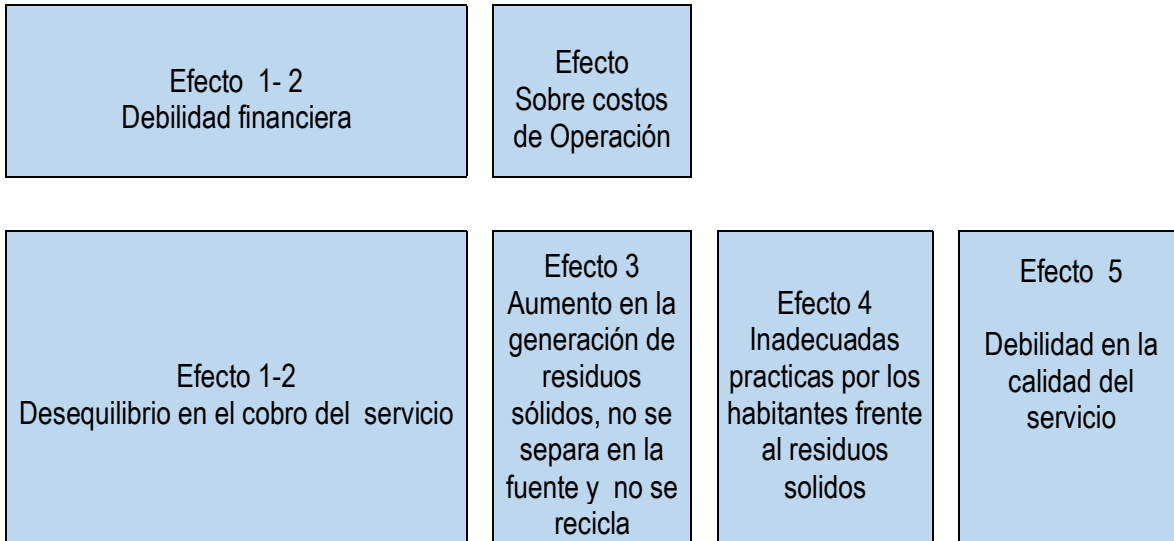 Efecto 1- 2
Debilidad financiera
Efecto
Sobre costos
de Operación
Efecto 1-2
Desequilibrio en el cobro del servicio
Efecto 3
Aumento en la
generación de
residuos
sólidos, no se
separa en la
fuente y no se
recicla
Efecto 4
Inadecuadas
practicas por los
habitantes frente
al residuos
solidos
Efecto 5
Debilidad en la
calidad del
servicio